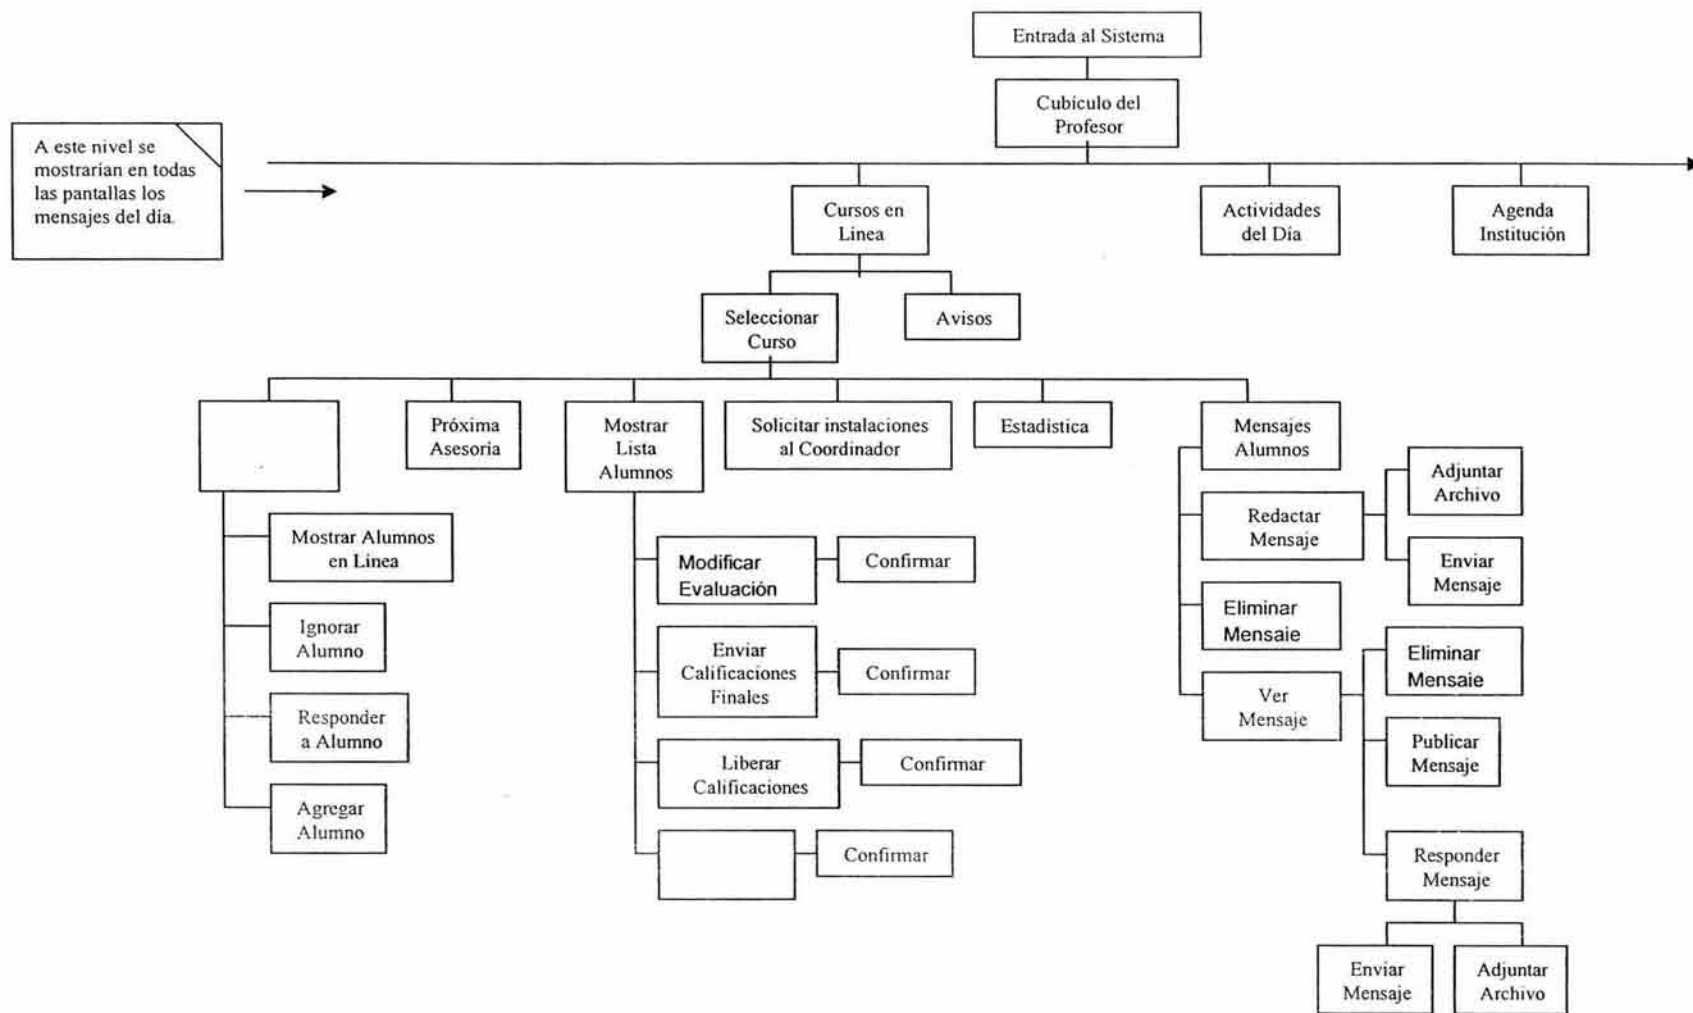 Entrada al Sistema
Cubículo del
Profesor
A este nivel se
mostrarían en todas
las pantallas los
mensajes del día.
Cursos en
Línea
Actividades
del Día
Agenda
Institución
Seleccionar
Curso
Avisos
Próxima
Asesoría
Mostrar
Lista
Alumnos
Solicitar instalaciones
al Coordinador
Estadística
Mensajes
Alumnos
Mostrar Alumnos
en Línea
Ignorar
Alumno
Responder
a Alumno
Agregar
Alumno
Modificar
Evaluación
Confirmar
Enviar
Calificaciones
Finales
Confirmar
Liberar
Calificaciones
Confirmar
Confirmar
Redactar
Mensaje
Adjuntar
Archivo
Enviar
Mensaje
Eliminar
Mensaie
Ver
Mensaje
Eliminar
Mensaie
Publicar
Mensaje
Responder
Mensaje
Enviar
Mensaje
Adjuntar
Archivo